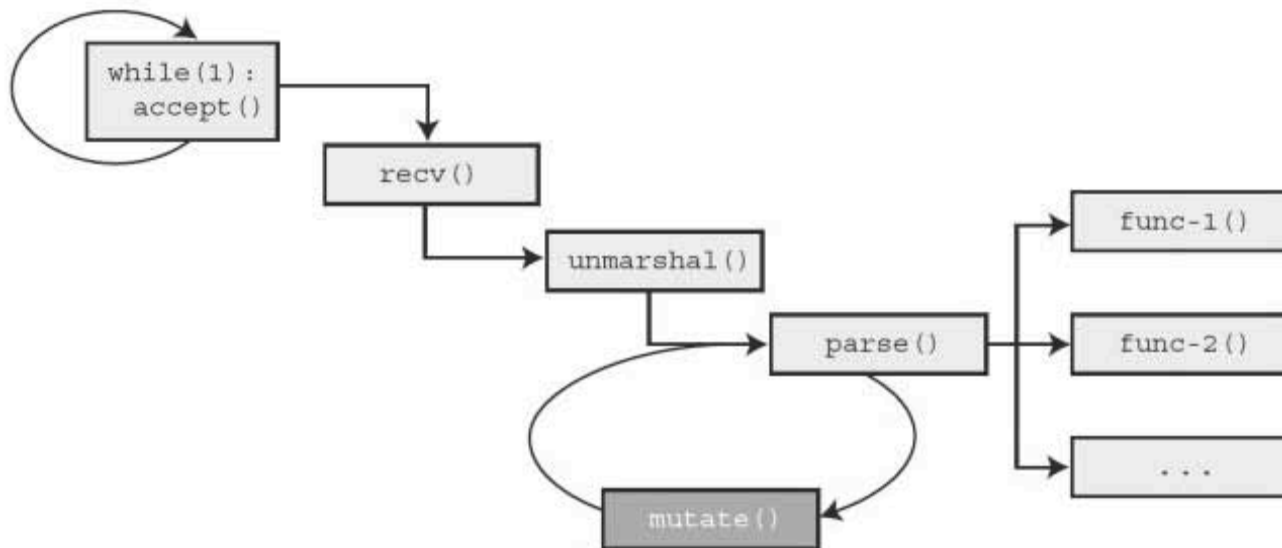 while(1):
accept()
recv()
unmarshal()
parse()
func-1()
func-2()
...
mutate()